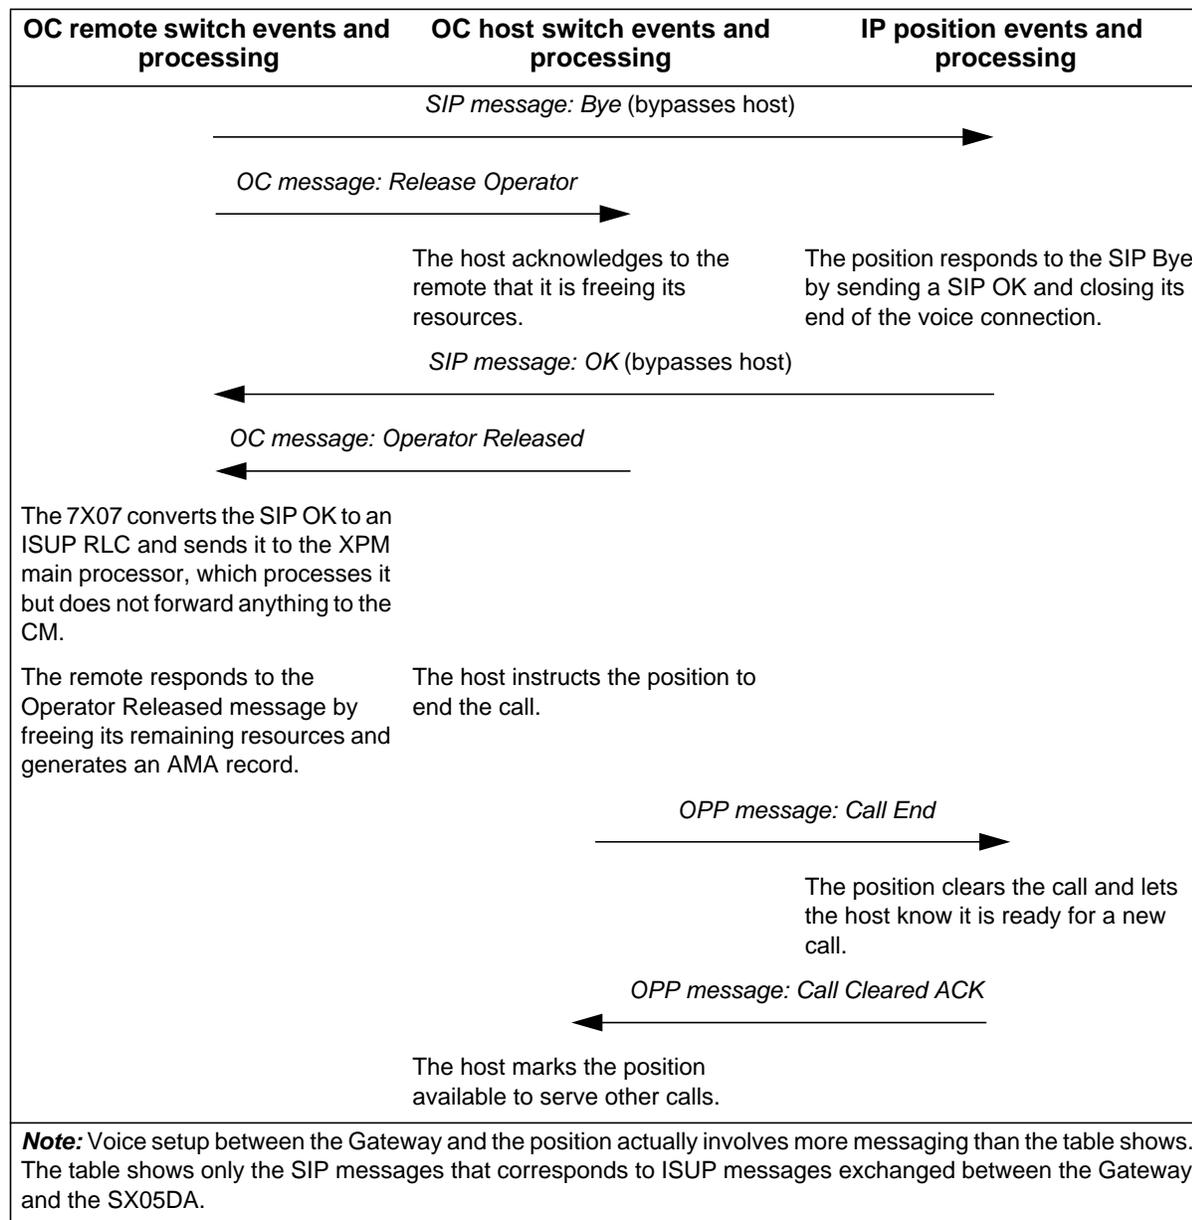 OC remote switch events and
processing
OC host switch events and
processing
IP position events and
processing
SIP message: Bye (bypasses host)
OC message: Release Operator
The host acknowledges to the
remote that it is freeing its
resources.
The position responds to the SIP Bye
by sending a SIP OK and closing its
end of the voice connection.
SIP message: OK (bypasses host)
OC message: Operator Released
The 7X07 converts the SIP OK to an
ISUP RLC and sends it to the XPM
main processor, which processes it
but does not forward anything to the
CM.
The remote responds to the
Operator Released message by
freeing its remaining resources and
generates an AMA record.
The host instructs the position to
end the call.
OPP message: Call End
The position clears the call and lets
the host know it is ready for a new
call.
OPP message: Call Cleared ACK
The host marks the position
available to serve other calls.
Note: Voice setup between the Gateway and the position actually involves more messaging than the table shows.
The table shows only the SIP messages that corresponds to ISUP messages exchanged between the Gateway
and the SX05DA.